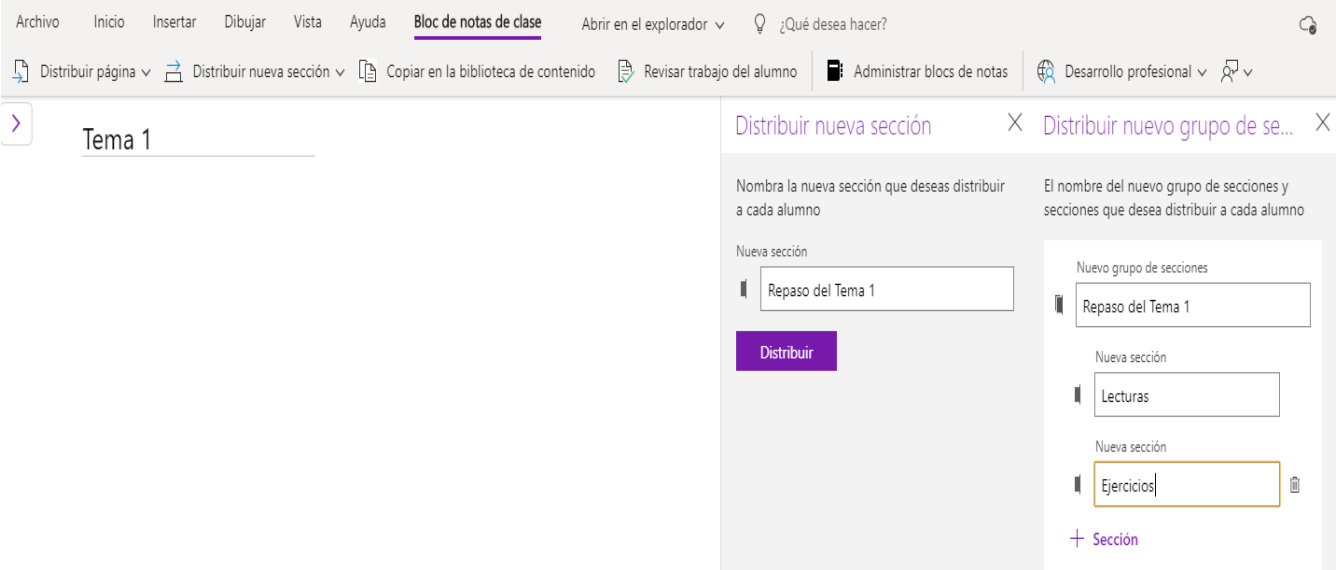 Archivo Inicio Insertar Dibujar Vista Ayuda Bloc de notas de clase Abrir en el explorador ¿Qué desea hacer?
Distribuir página Distribuir nueva sección Copiar en la biblioteca de contenido Revisar trabajo del alumno Administrar blocs de notas Desarrollo profesional
Tema 1
Distribuir nueva sección
Nombra la nueva sección que deseas distribuir
a cada alumno
Nueva sección
Repaso del Tema 1
Distribuir
Distribuir nuevo grupo de se...
El nombre del nuevo grupo de secciones y
secciones que desea distribuir a cada alumno
Nuevo grupo de secciones
Repaso del Tema 1
Nueva sección
Lecturas
Nueva sección
Ejercicios
+ Sección